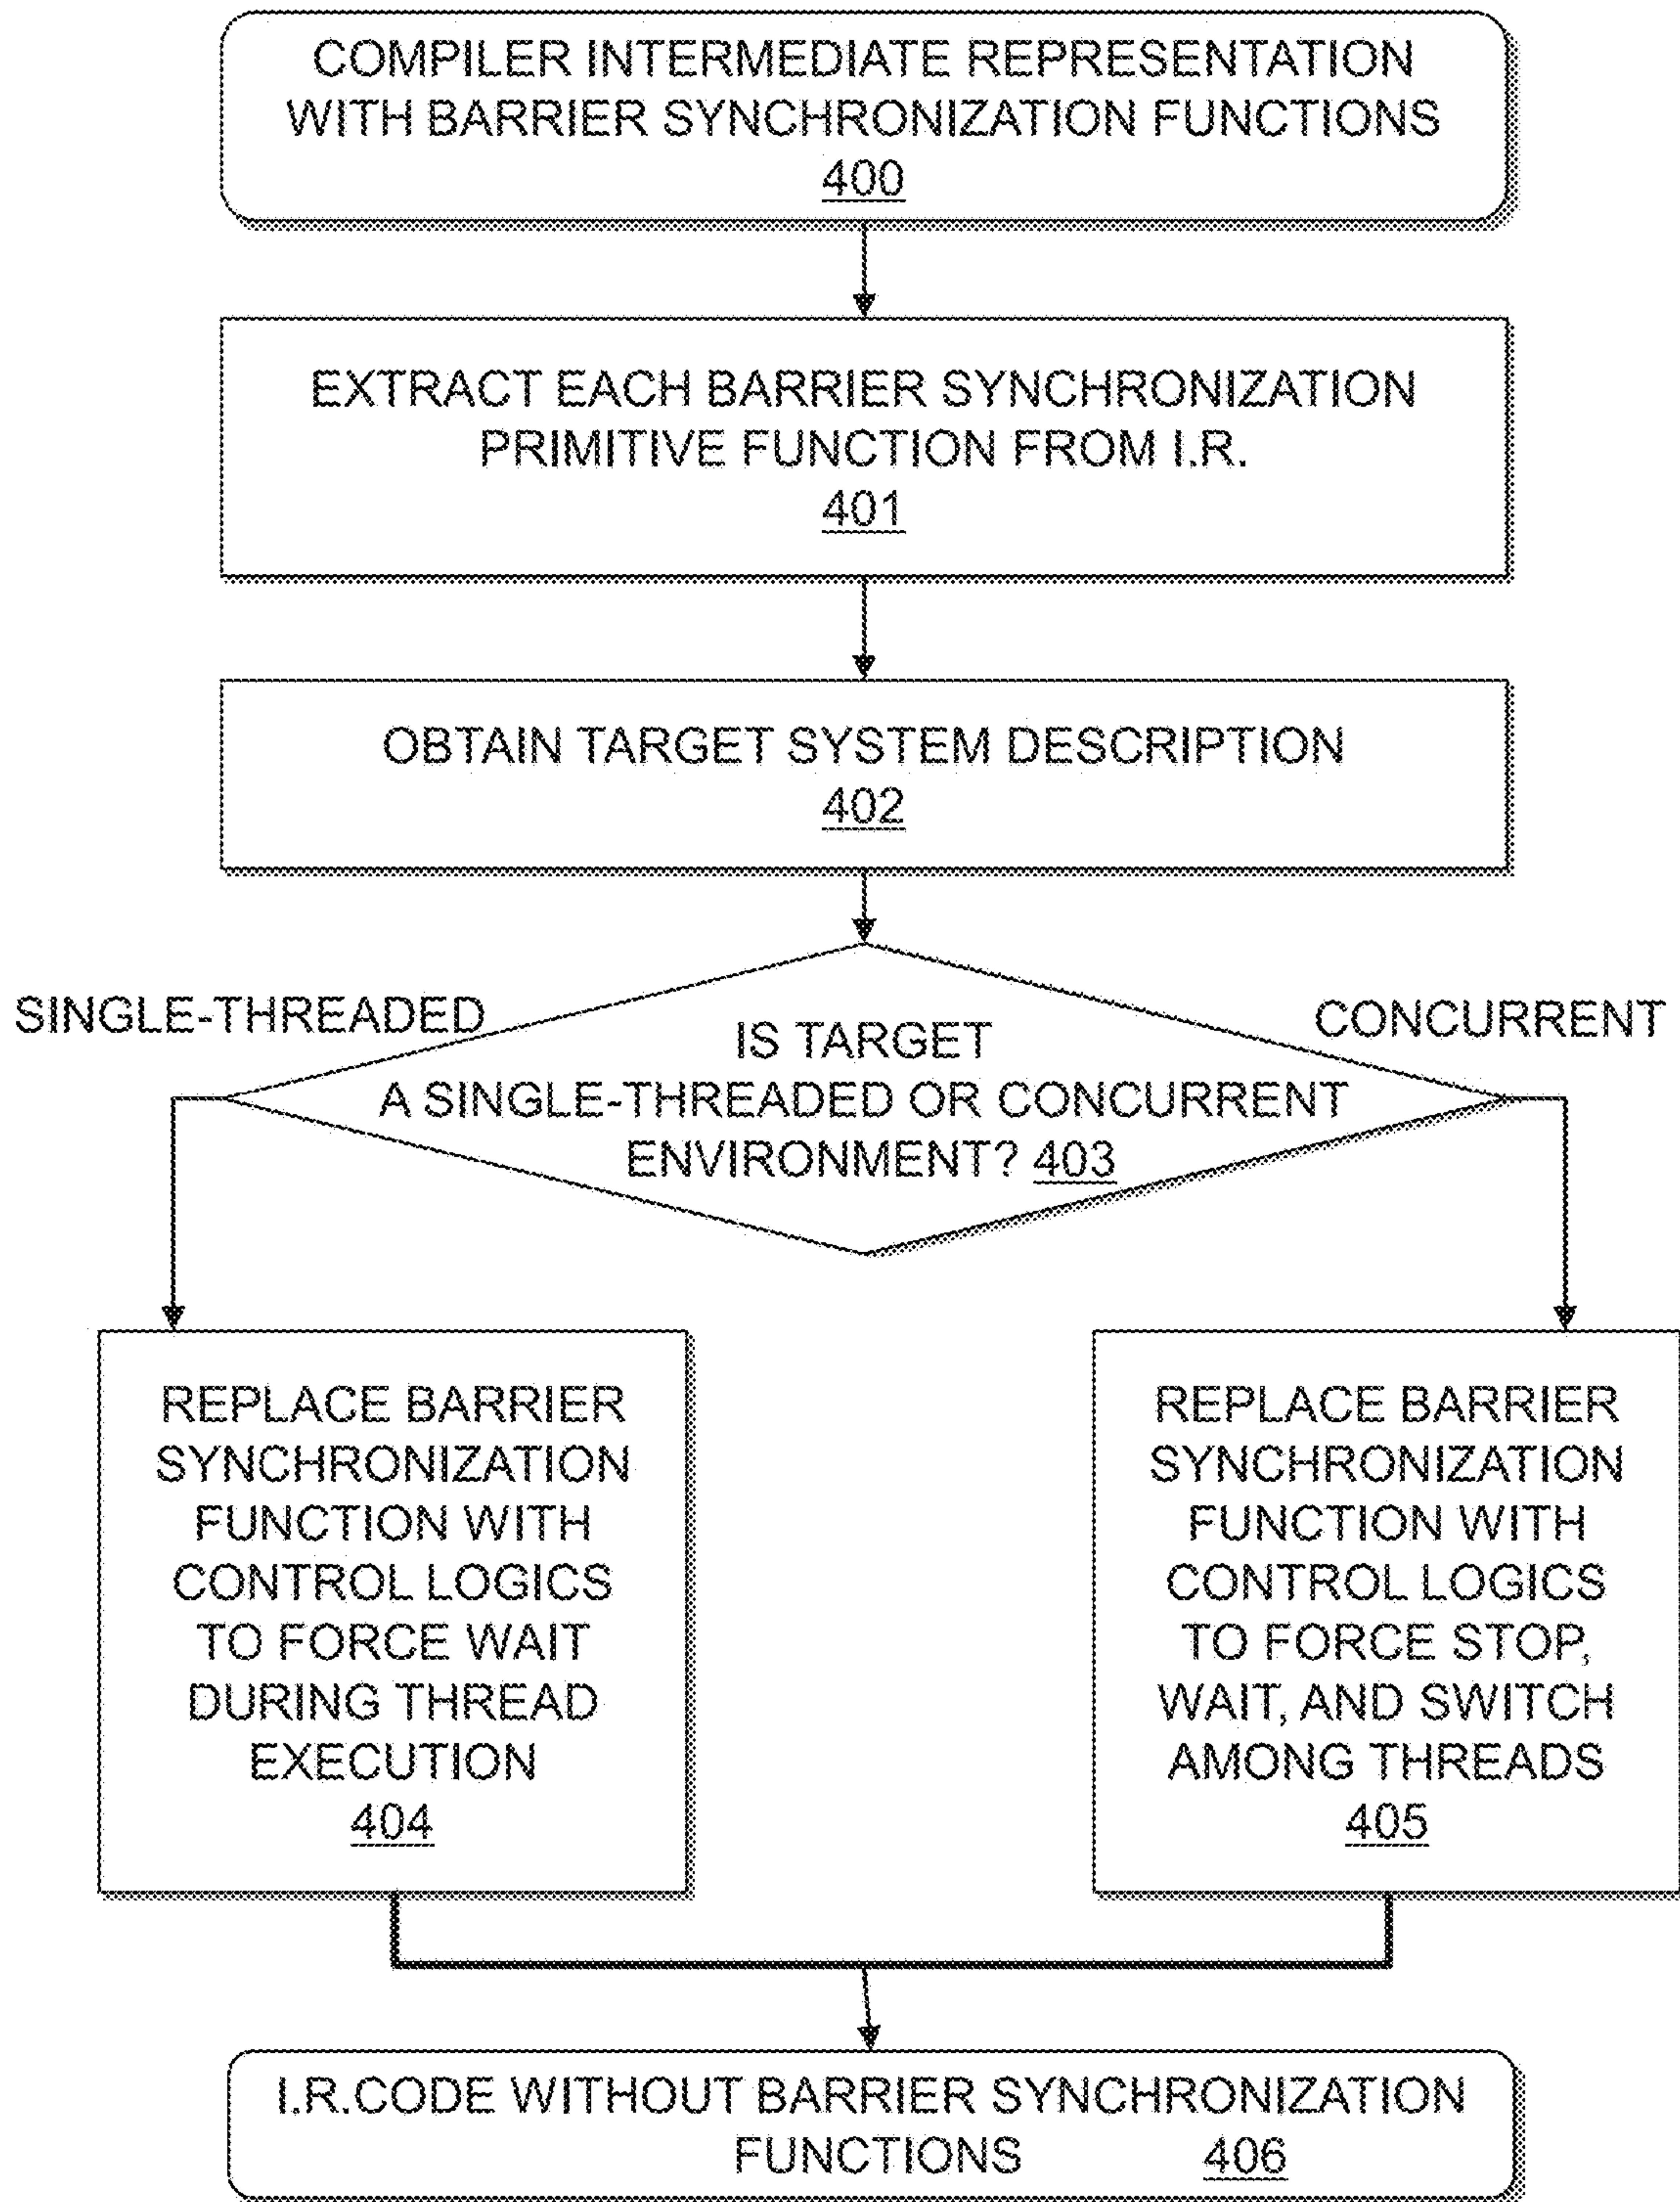 COMPILER INTERMEDIATE REPRESENTATION
WITH BARRIER SYNCHRONIZATION FUNCTIONS
400
EXTRACT EACH BARRIER SYNCHRONIZATION
PRIMITIVE FUNCTION FROM I.R.
401
OBTAIN TARGET SYSTEM DESCRIPTION
402
SINGLE-THREADED
CONCURRENT
IS TARGET
A SINGLE-THREADED OR CONCURRENT
ENVIRONMENT? 403
REPLACE BARRIER
SYNCHRONIZATION
FUNCTION WITH
CONTROL LOGICS
TO FORCE WAIT
DURING THREAD
EXECUTION
404
REPLACE BARRIER
SYNCHRONIZATION
FUNCTION WITH
CONTROL LOGICS
TO FORCE STOP,
WAIT, AND SWITCH
AMONG THREADS
405
I.R.CODE WITHOUT BARRIER SYNCHRONIZATION
FUNCTIONS 406